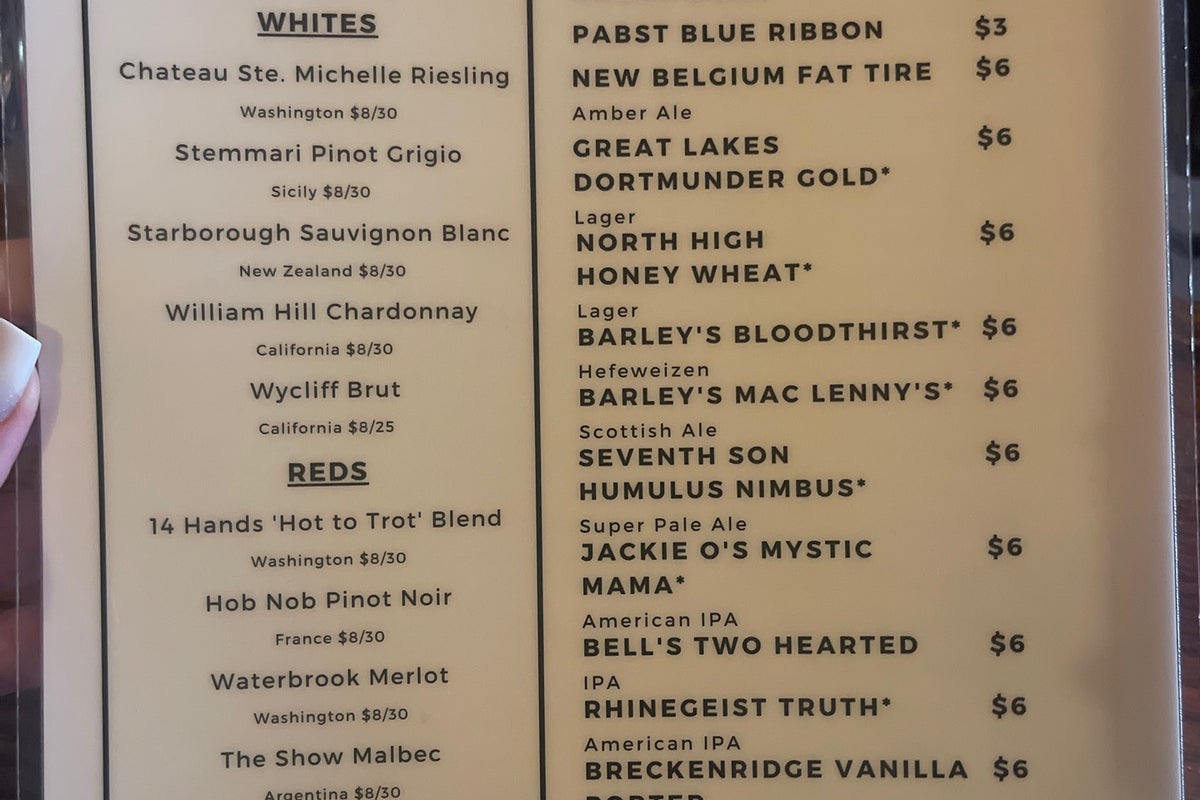 WHITES
Chateau Ste. Michelle Riesling
Washington $8/30
Stemmari Pinot Grigio
Sicily $8/30
Starborough Sauvignon Blanc
New Zealand $8/30
William Hill Chardonnay
California $8/30
Wycliff Brut
California $8/25
REDS
14 Hands 'Hot to Trot' Blend
Washington $8/30
Hob Nob Pinot Noir
France $8/30
Waterbrook Merlot
Washington $8/30
The Show Malbec
Argentina $8/30
PABST BLUE RIBBON $3
NEW BELGIUM FAT TIRE $6
Amber Ale
GREAT LAKES $6
DORTMUNDER GOLD*
Lager
NORTH HIGH $6
HONEY WHEAT*
Lager
BARLEY'S BLOODTHIRST* $6
Hefeweizen
BARLEY'S MAC LENNY'S* $6
Scottish Ale
SEVENTH SON $6
HUMULUS NIMBUS*
Super Pale Ale
JACKIE O'S MYSTIC $6
MAMA*
American IPA
BELL'S TWO HEARTED $6
IPA
RHINEGEIST TRUTH* $6
American IPA
BRECKENRIDGE VANILLA $6
PORTER